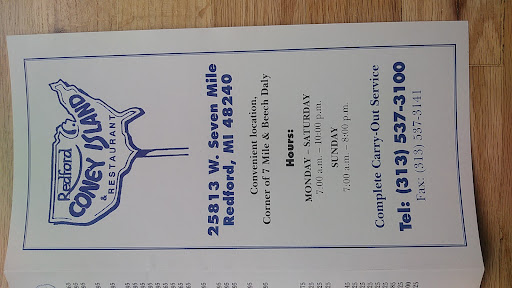 Redford
CONEY ISLAND
& RESTAURANT
25813 W. Seven Mile
Redford, MI 48240
Convenient location,
Corner of 7 Mile & Beech Daly
Hours:
MONDAY – SATURDAY
7:00 a.m. – 10:00 p.m.
SUNDAY
7:00 a.m. – 8:00 p.m.
Complete Carry-Out Service
Tel: (313) 537-3100
Fax: (313) 537-3141